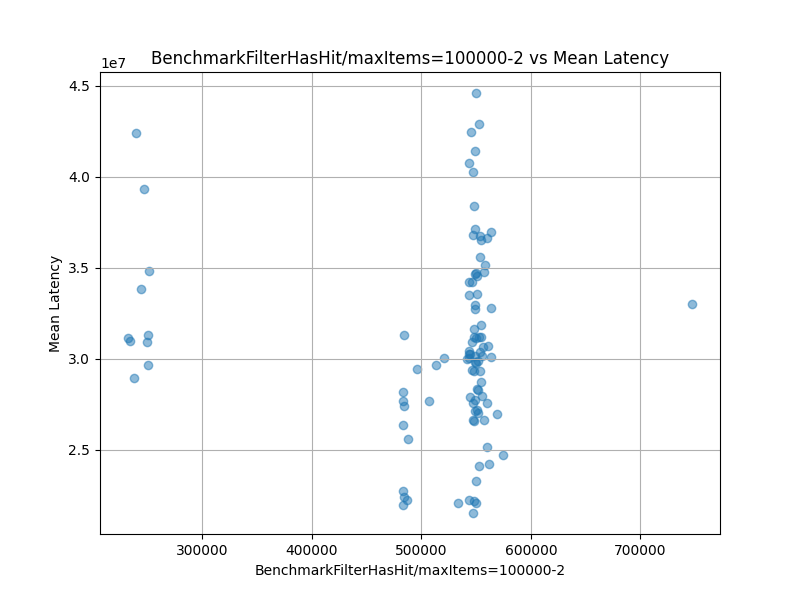 BenchmarkFilterHasHit/maxItems=100000-2 vs Mean Latency
1e7
4.5
4.0
3.5
3.0
2.5
Mean Latency
300000 400000 500000 600000 700000
BenchmarkFilterHasHit/maxItems=100000-2